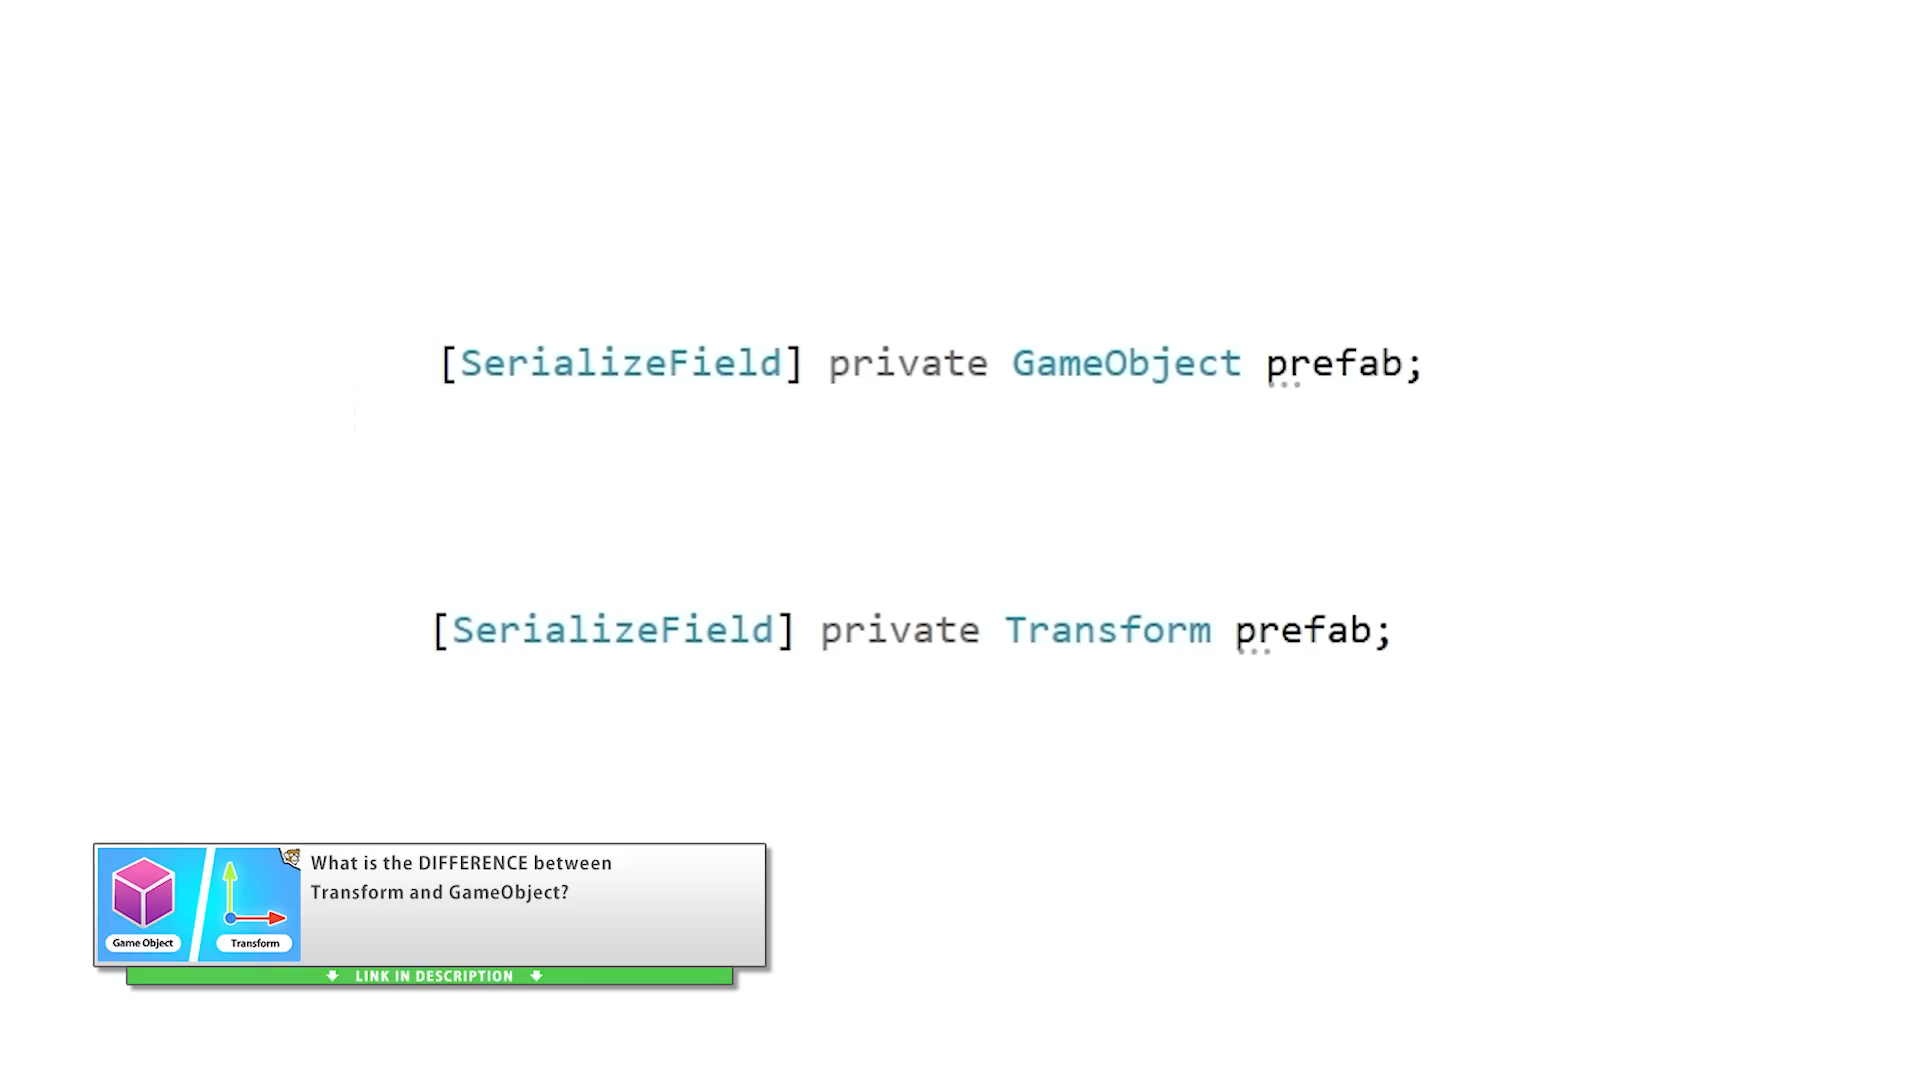 [SerializeField] private GameObject prefab;
[SerializeField] private Transform prefab;
What is the DIFFERENCE between
Transform and GameObject?
Game Object
Transform
LINK IN DESCRIPTION